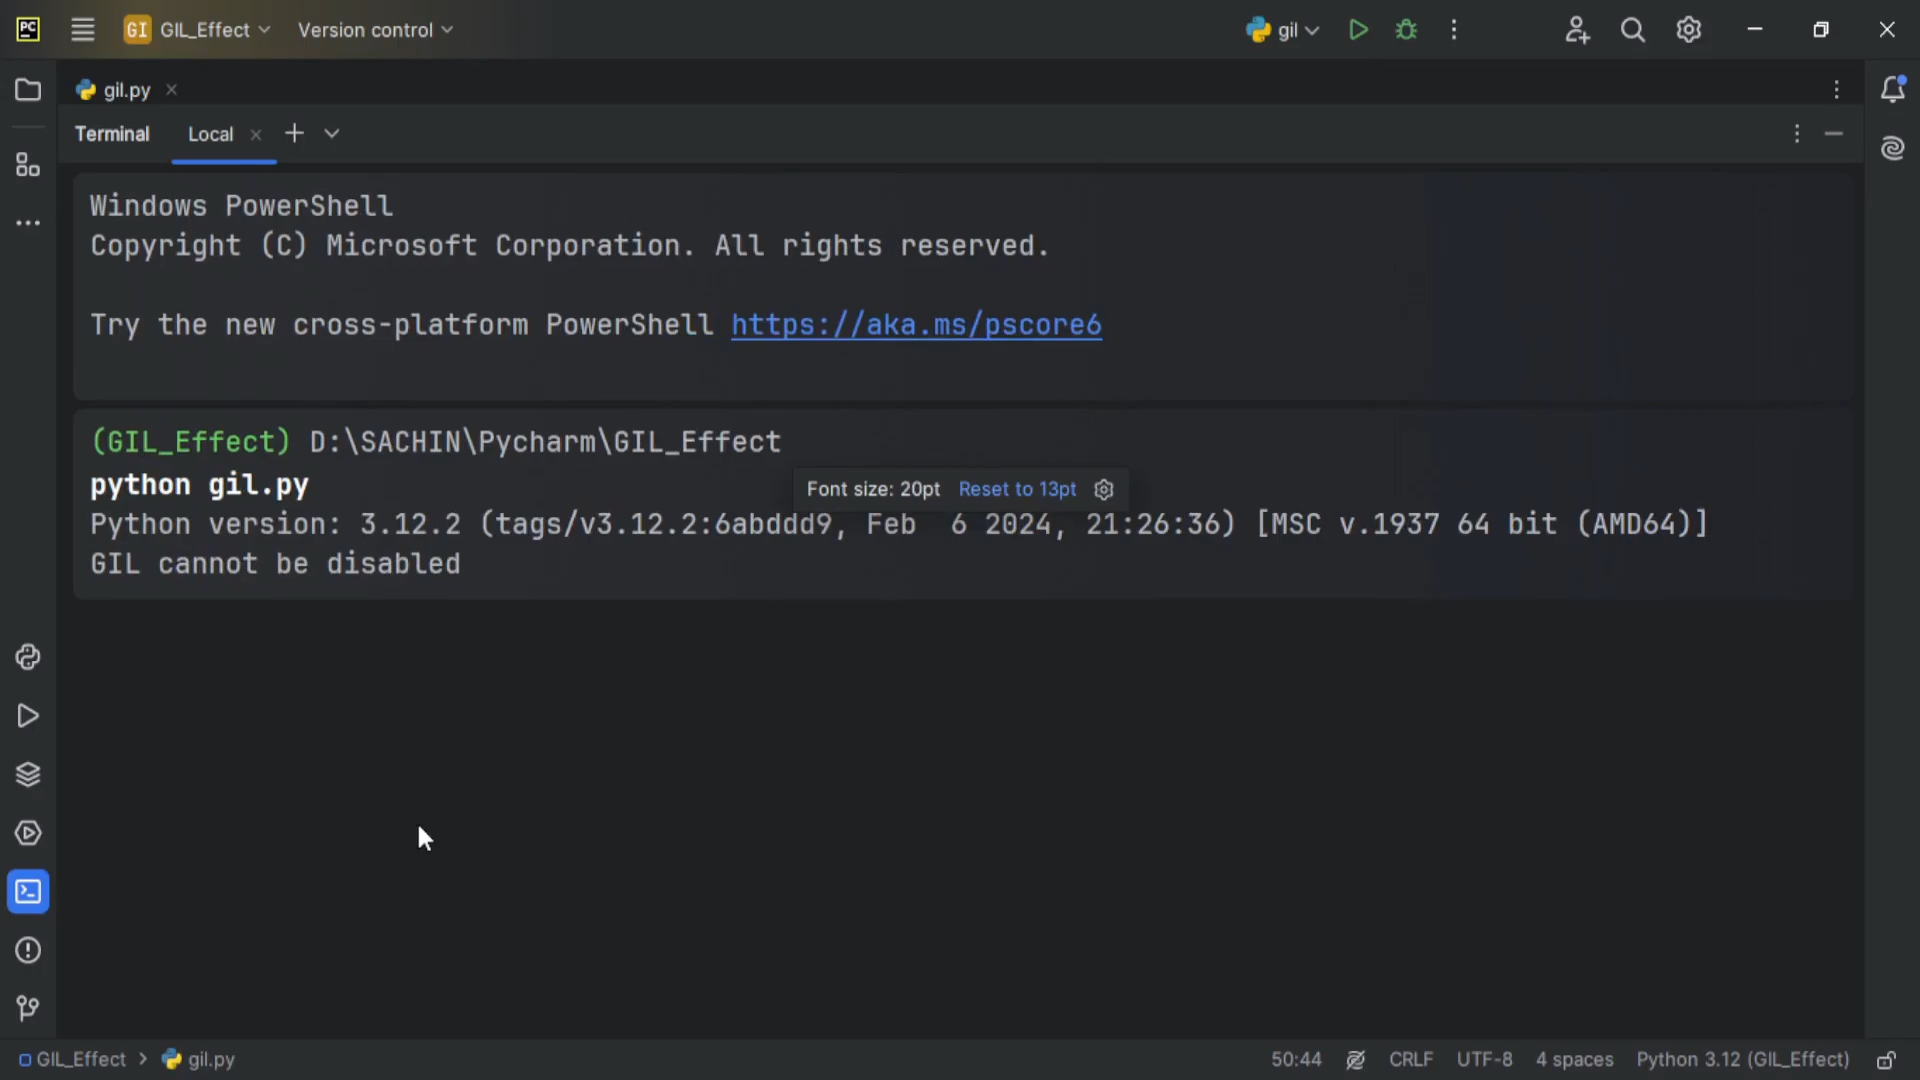 PC GI GIL_Effect Version control gil
gil.py
Terminal Local
Windows PowerShell
Copyright (C) Microsoft Corporation. All rights reserved.
Try the new cross-platform PowerShell https://aka.ms/pscore6
(GIL_Effect) D:\SACHIN\Pycharm\GIL_Effect
python gil.py
Font size: 20pt Reset to 13pt
Python version: 3.12.2 (tags/v3.12.2:6abddd9, Feb  6 2024, 21:26:36) [MSC v.1937 64 bit (AMD64)]
GIL cannot be disabled
GIL_Effect > gil.py 50:44 CRLF UTF-8 4 spaces Python 3.12 (GIL_Effect)